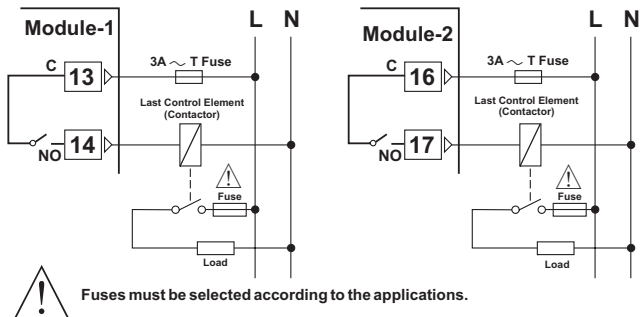 Module-1
L N
C 13
3A ~ T Fuse
Last Control Element
(Contactor)
NO 14
Fuse
Load
Module-2
L N
C 16
3A ~ T Fuse
Last Control Element
(Contactor)
NO 17
Fuse
Load
Fuses must be selected according to the applications.